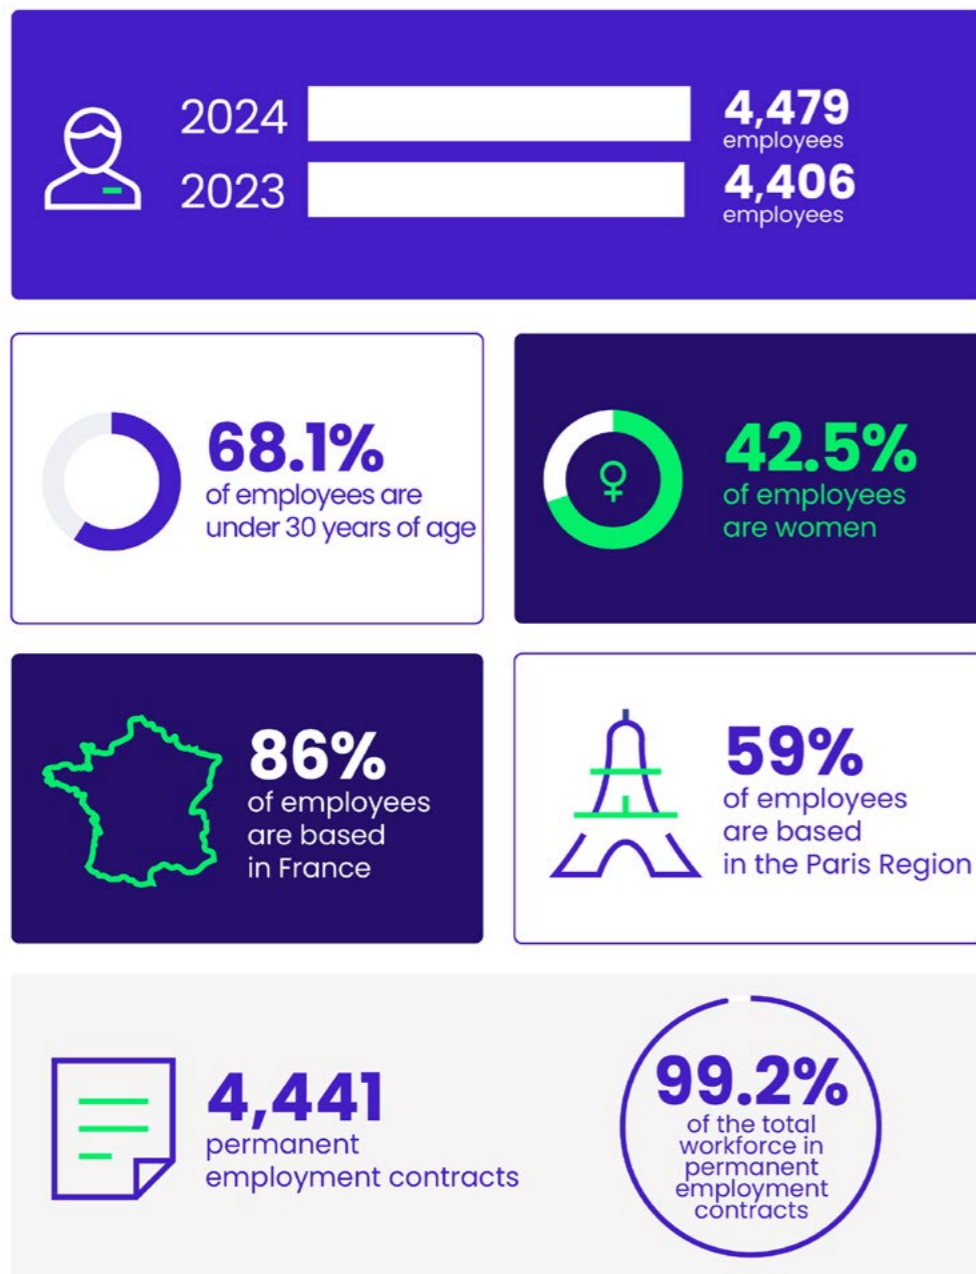 2024
4,479
employees
2023
4,406
employees
68.1%
of employees are
under 30 years of age
42.5%
of employees
are women
86%
of employees
are based
in France
59%
of employees
are based
in the Paris Region
4,441
permanent
employment contracts
99.2%
of the total
workforce in
permanent
employment
contracts